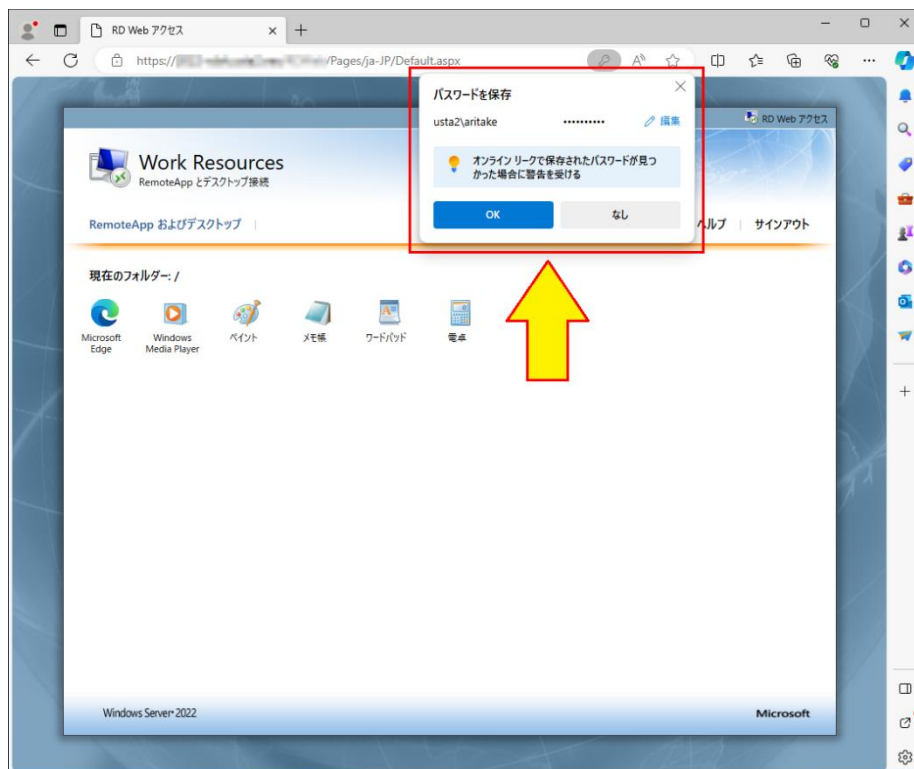 RD Web アクセス
https://
/Pages/ja-JP/Default.aspx
パスワードを保存
usta2\aritake
••••••••••
編集
オンライン リークで保存されたパスワードが見つ
かった場合に警告を受ける
OK
なし
RD Web アクセス
Work Resources
RemoteApp とデスクトップ接続
RemoteApp およびデスクトップ
ヘルプ
サインアウト
現在のフォルダー: /
Microsoft
Edge
Windows
Media Player
ペイント
メモ帳
ワードパッド
電卓
Windows Server 2022
Microsoft